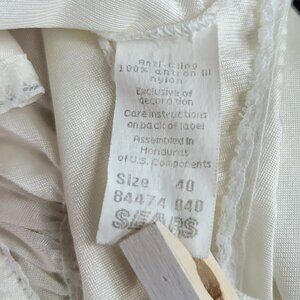 Anti-cling
100% antron III
nylon
Exclusive of
decoration
Care instructions
on back of label
Assembled in
Honduras
of U.S. Components
Size 40
84474 040
SEARS